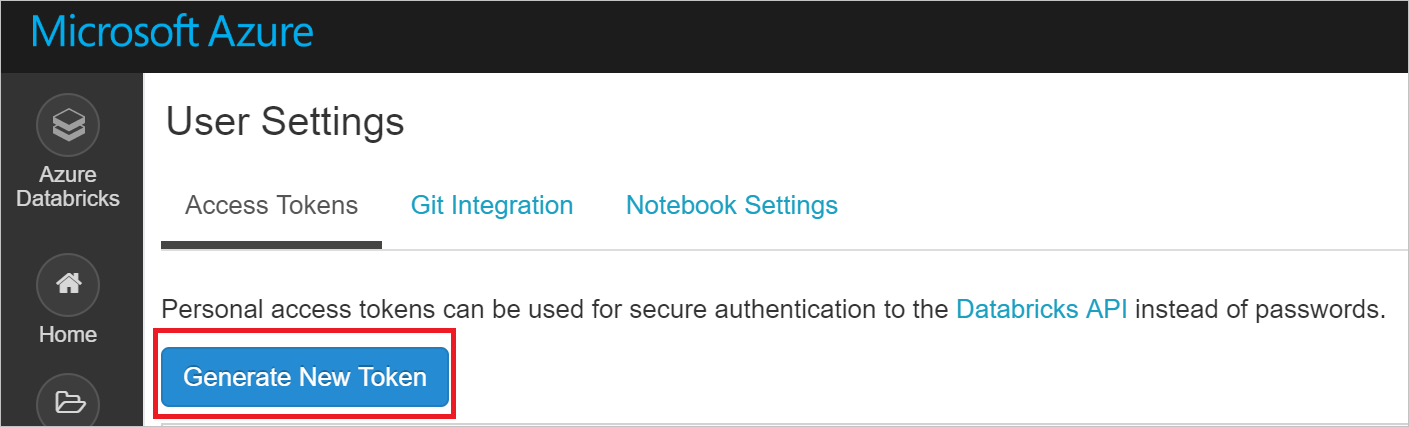 Microsoft Azure
Azure
Databricks
Home
User Settings
Access Tokens
Git Integration
Notebook Settings
Personal access tokens can be used for secure authentication to the Databricks API instead of passwords.
Generate New Token